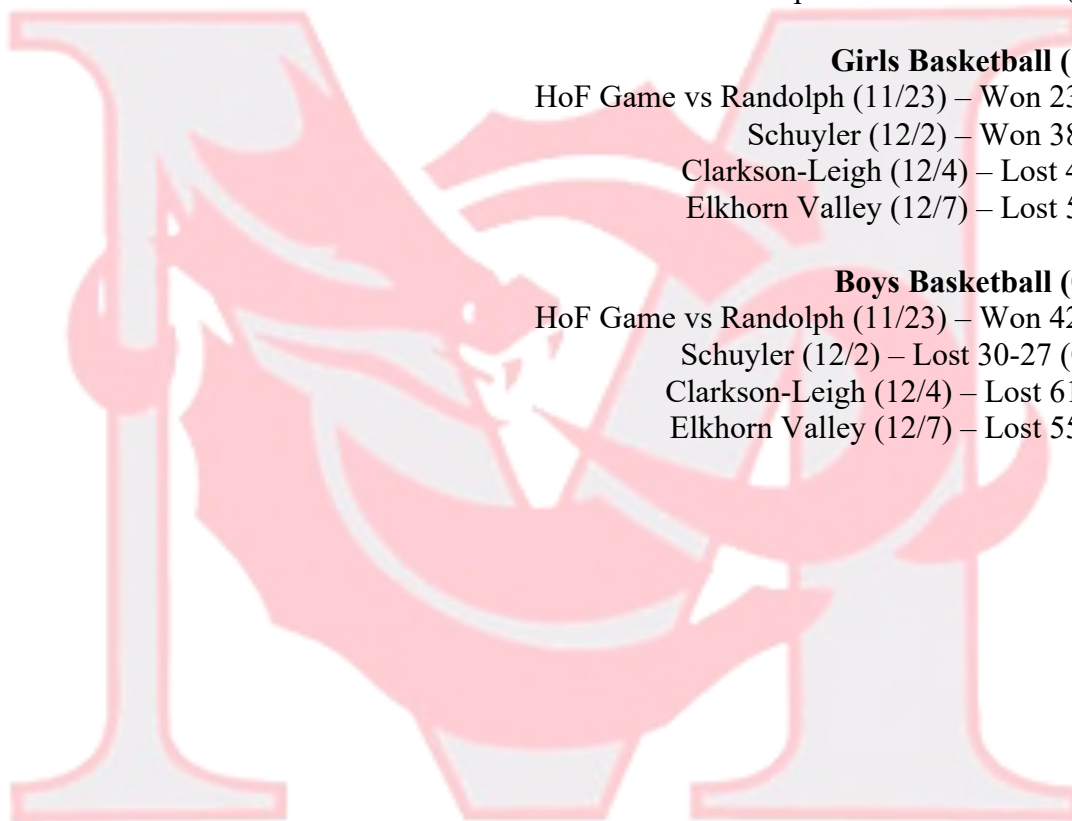 Girls Basketball (
HoF Game vs Randolph (11/23) – Won 23
Schuyler (12/2) – Won 38
Clarkson-Leigh (12/4) – Lost 4
Elkhorn Valley (12/7) – Lost 5
Boys Basketball (
HoF Game vs Randolph (11/23) – Won 42
Schuyler (12/2) – Lost 30-27 (
Clarkson-Leigh (12/4) – Lost 61
Elkhorn Valley (12/7) – Lost 55